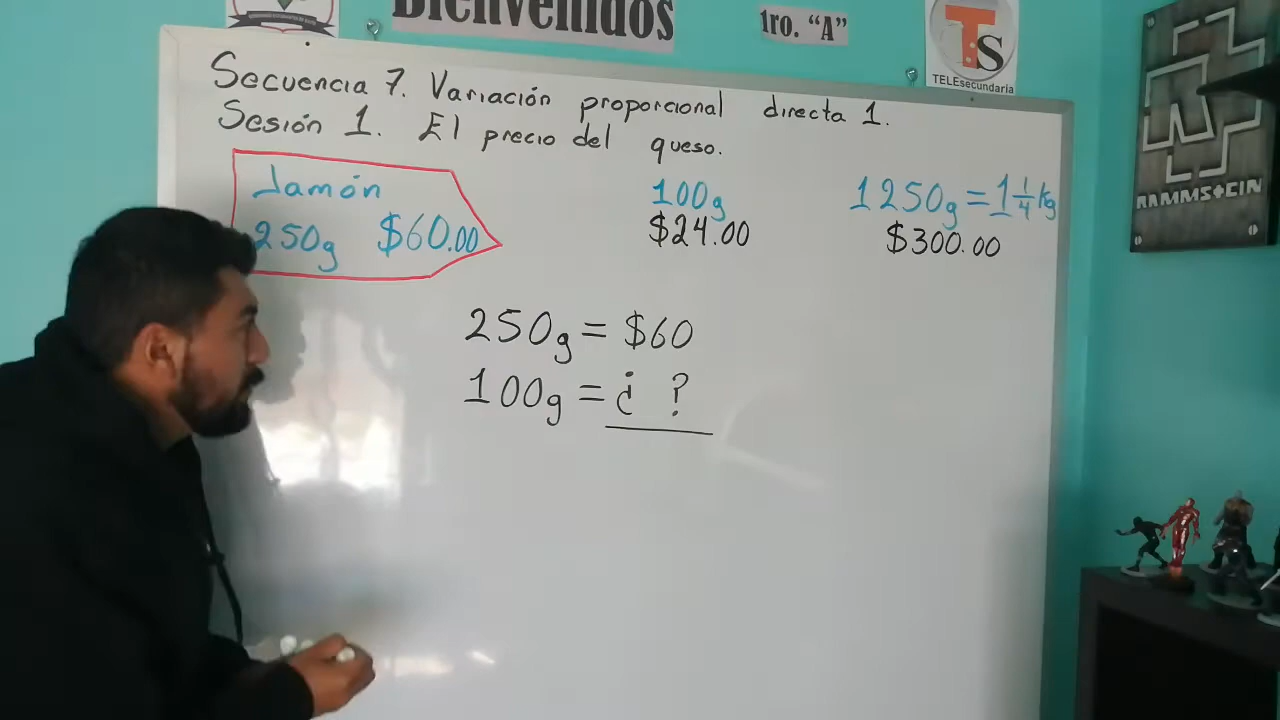 Bienvenidos
1ro. “A”
TS
TELEsecundaria
Secuencia 7. Variación proporcional directa 1.
Sesión 1. El precio del queso.
Jamón
250g $60.00
100g
$24.00
1250g = 1 1/4 kg
$300.00
250g = $60
100g = ¿ ?
RAMMSTEIN